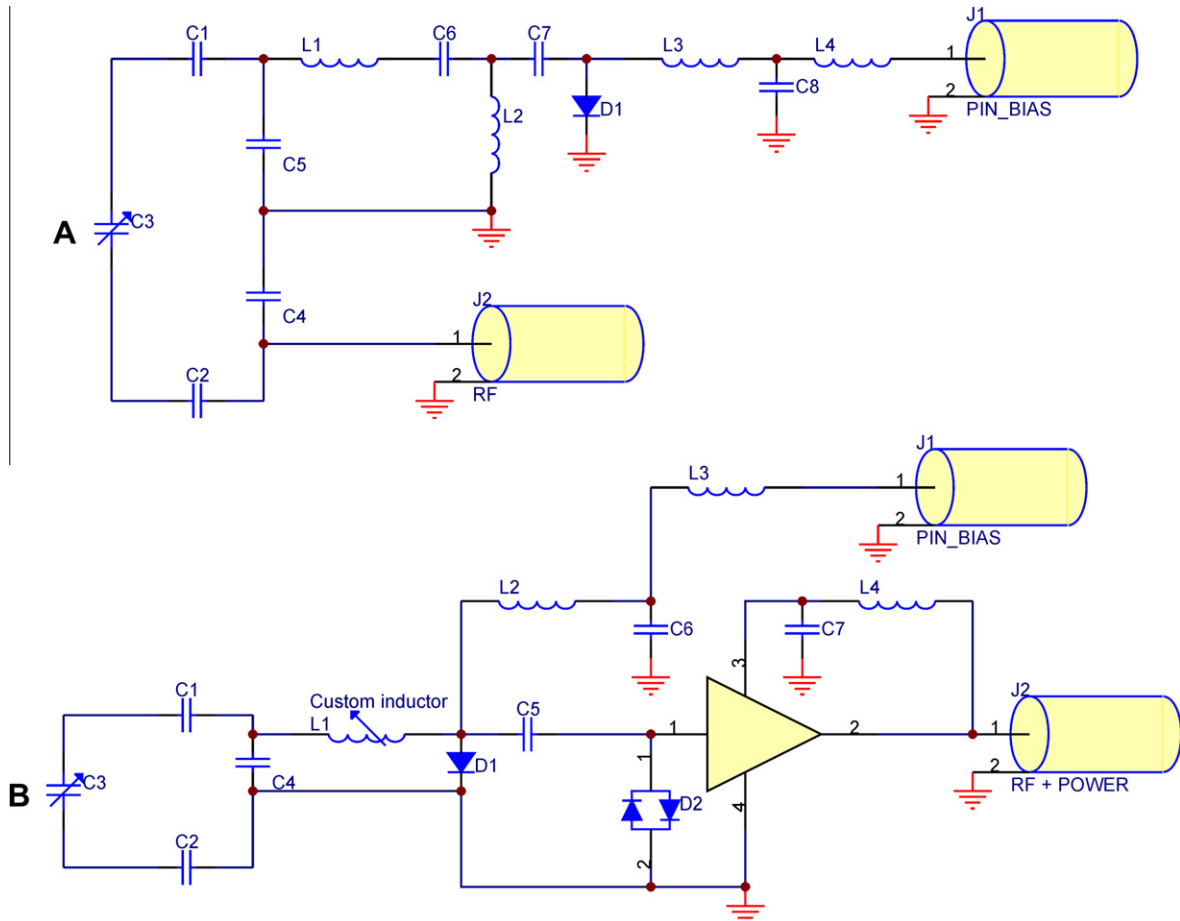 J1
C1
L1
C6
C7
L3
L4
1
2
PIN_BIAS
C8
D1
L2
C5
A
C3
C4
J2
1
2
RF
C2
J1
L3
1
2
PIN_BIAS
L2
L4
C6
C7
3
C1
Custom inductor
L1
C5
1
2
J2
1
2
RF + POWER
B
C3
C4
D1
1
D2
2
4
C2